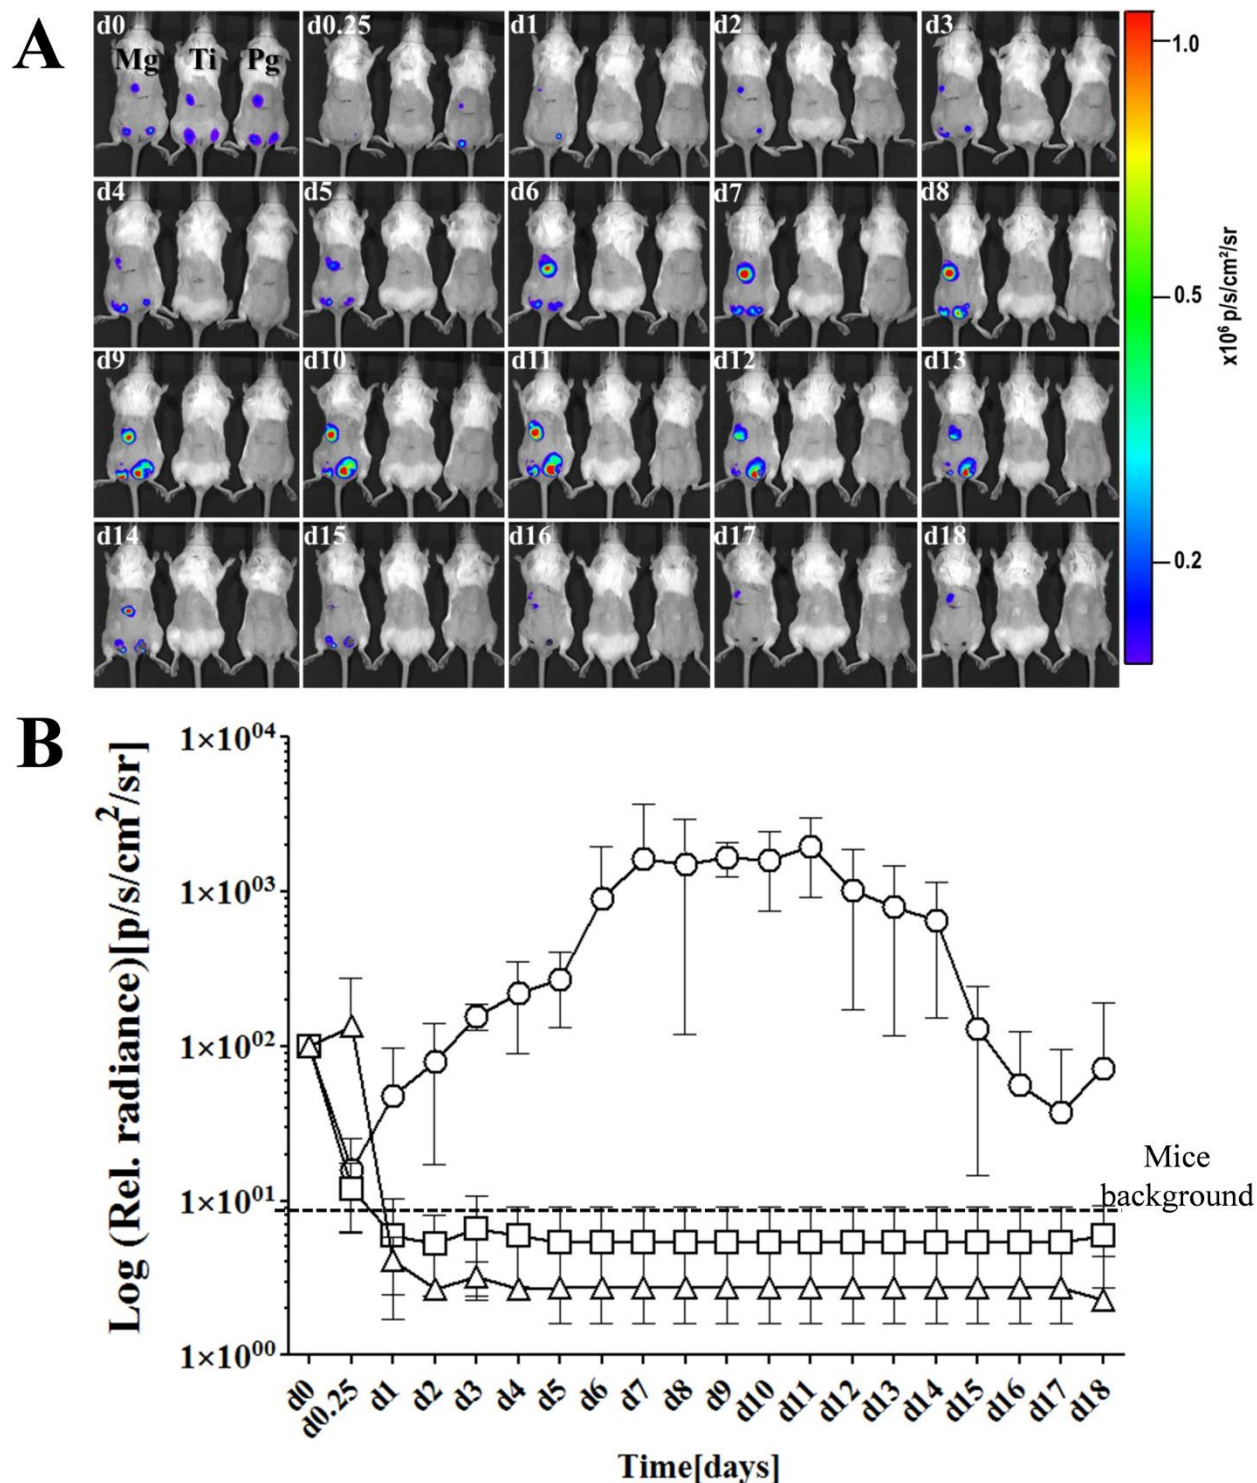 A
d0
d0.25
d1
d2
d3
Mg Ti Pg
1.0
d4
d5
d6
d7
d8
0.5
x10⁶ p/s/cm²/sr
d9
d10
d11
d12
d13
d14
d15
d16
d17
d18
0.2
B
Log (Rel. radiance)[p/s/cm²/sr]
1×10⁰⁴
1×10⁰³
1×10⁰²
1×10⁰¹
1×10⁰⁰
Mice
background
d0 d0.25 d1 d2 d3 d4 d5 d6 d7 d8 d9 d10 d11 d12 d13 d14 d15 d16 d17 d18
Time[days]